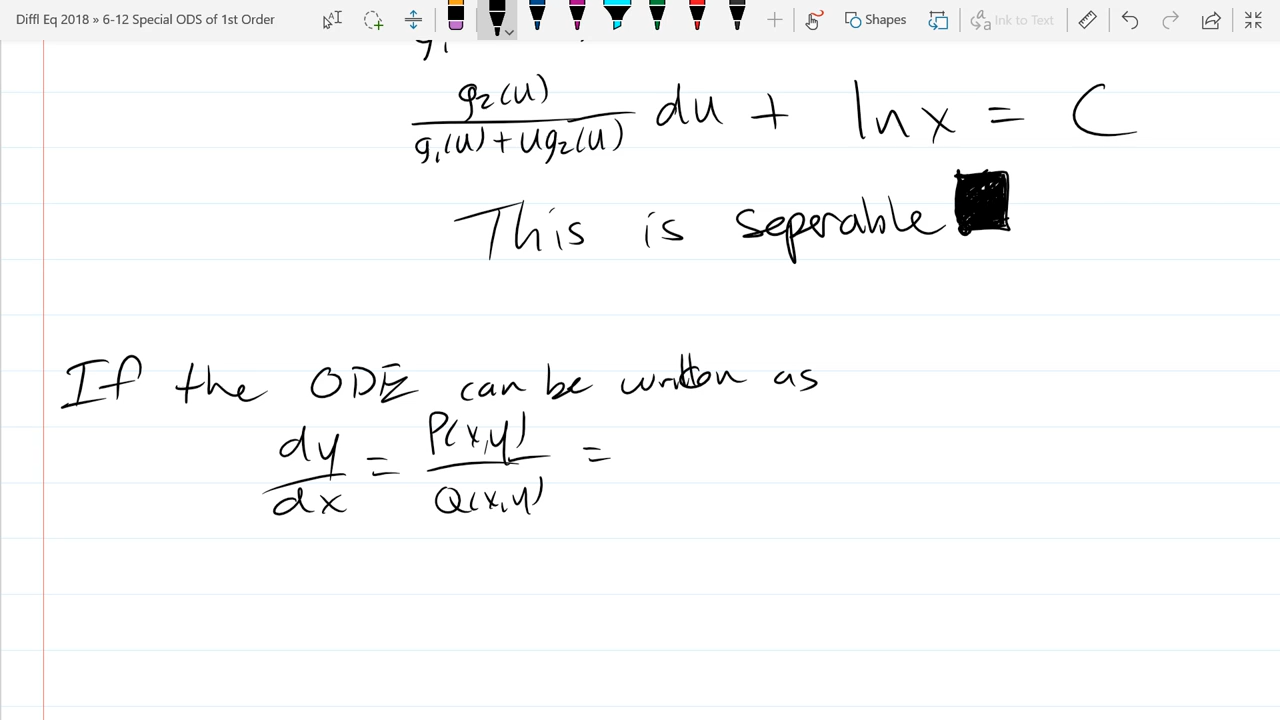 Diffl Eq 2018 » 6-12 Special ODS of 1st Order
Shapes
Ink to Text
g₂(u)
g₁(u)+ug₂(u)
du + ln x = C
This is seperable
If the ODE can be written as
dy/dx = P(x,y)/Q(x,y) =